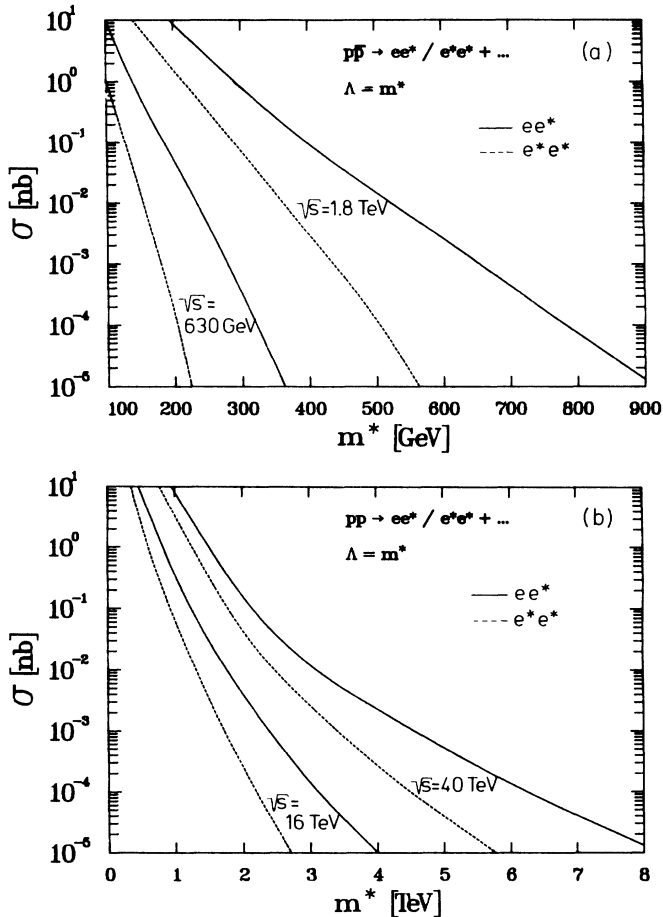 10¹
10⁰
10⁻¹
10⁻²
10⁻³
10⁻⁴
10⁻⁵
σ [nb]
pp̅ → ee* / e*e* + ...
(a)
Λ = m*
ee*
e*e*
√s=1.8 TeV
√s=
630 GeV
100 200 300 400 500 600 700 800 900
m* [GeV]
10¹
10⁰
10⁻¹
10⁻²
10⁻³
10⁻⁴
10⁻⁵
σ [nb]
pp → ee* / e*e* + ...
(b)
Λ = m*
ee*
e*e*
√s=40 TeV
√s=
16 TeV
0 1 2 3 4 5 6 7 8
m* [TeV]